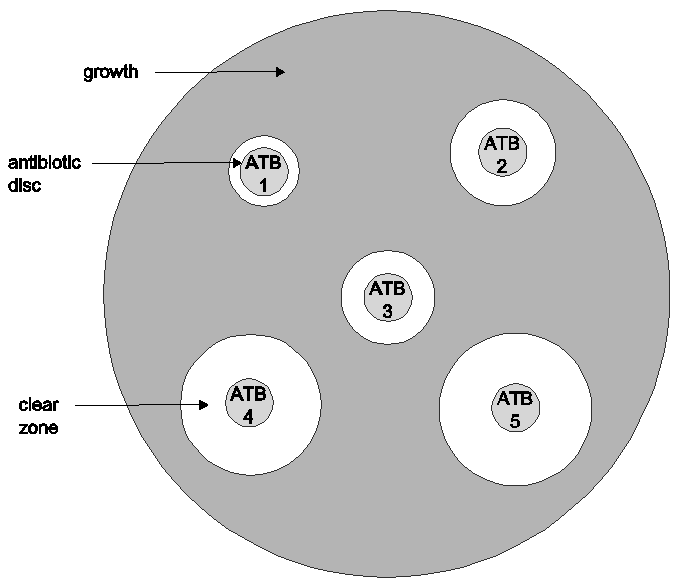 growth
antibiotic
disc
ATB
1
ATB
2
ATB
3
clear
zone
ATB
4
ATB
5